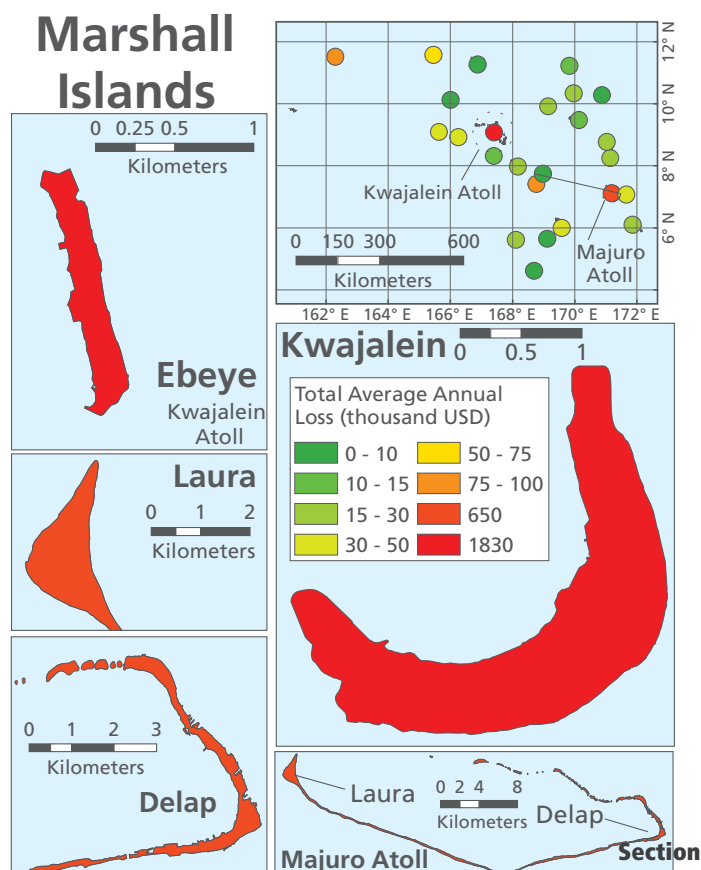 Marshall
Islands
0 0.25 0.5 1
Kilometers
Ebeye
Kwajalein
Atoll
Laura
0 1 2
Kilometers
0 1 2 3
Kilometers
Delap
12° N
10° N
8° N
6° N
Kwajalein Atoll
Majuro
Atoll
0 150 300 600
Kilometers
162° E 164° E 166° E 168° E 170° E 172° E
Kwajalein
0 0.5 1
Total Average Annual
Loss (thousand USD)
0 - 10 50 - 75
10 - 15 75 - 100
15 - 30 650
30 - 50 1830
Laura
0 2 4 8
Kilometers
Delap
Majuro Atoll
Section